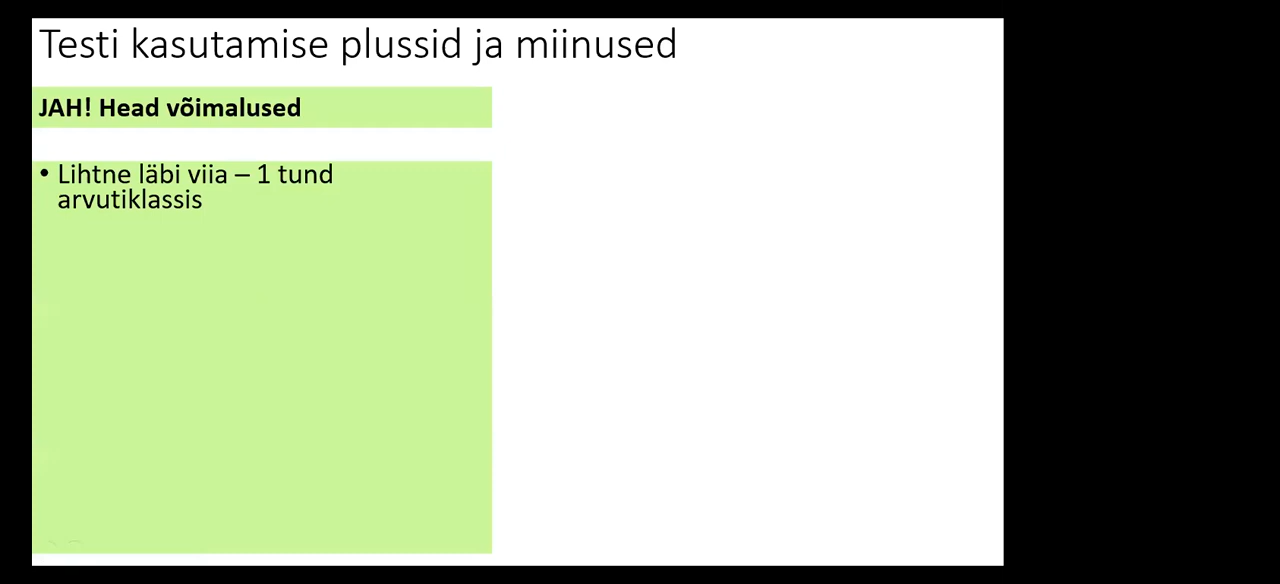 Testi kasutamise plussid ja miinused
JAH! Head võimalused
• Lihtne läbi viia – 1 tund
arvutiklassis